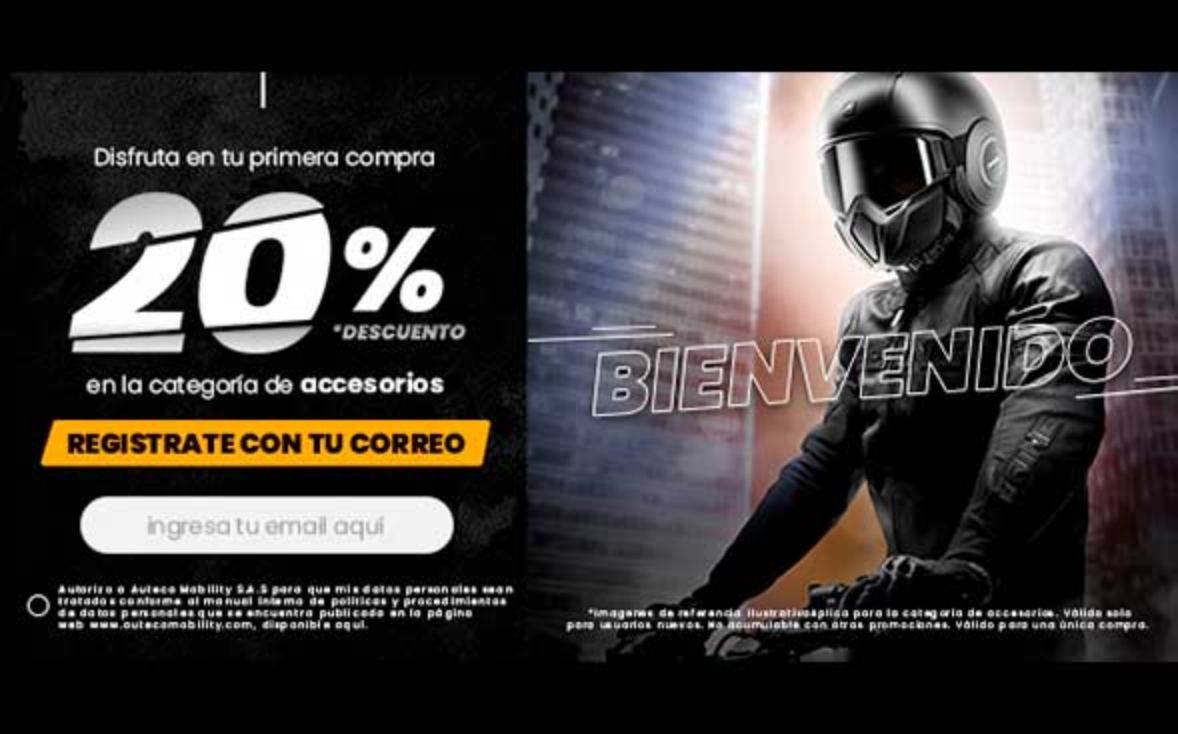 Disfruta en tu primera compra
20%
*DESCUENTO
en la categoría de accesorios
REGISTRATE CON TU CORREO
ingresa tu email aquí
Autorizo a Auteco Mobility S.A.S para que mis datos personales sean
tratados conforme al manual interno de políticas y procedimientos
de datos personales que se encuentra publicado en la página
web www.autecomobility.com, disponible aquí.
BIENVENIDO
*Imagenes de referencia ilustrativasAplica para la categoría de accesorios. Válido solo
para usuarios nuevos. No acumulable con otras promociones. Válido para una única compra.